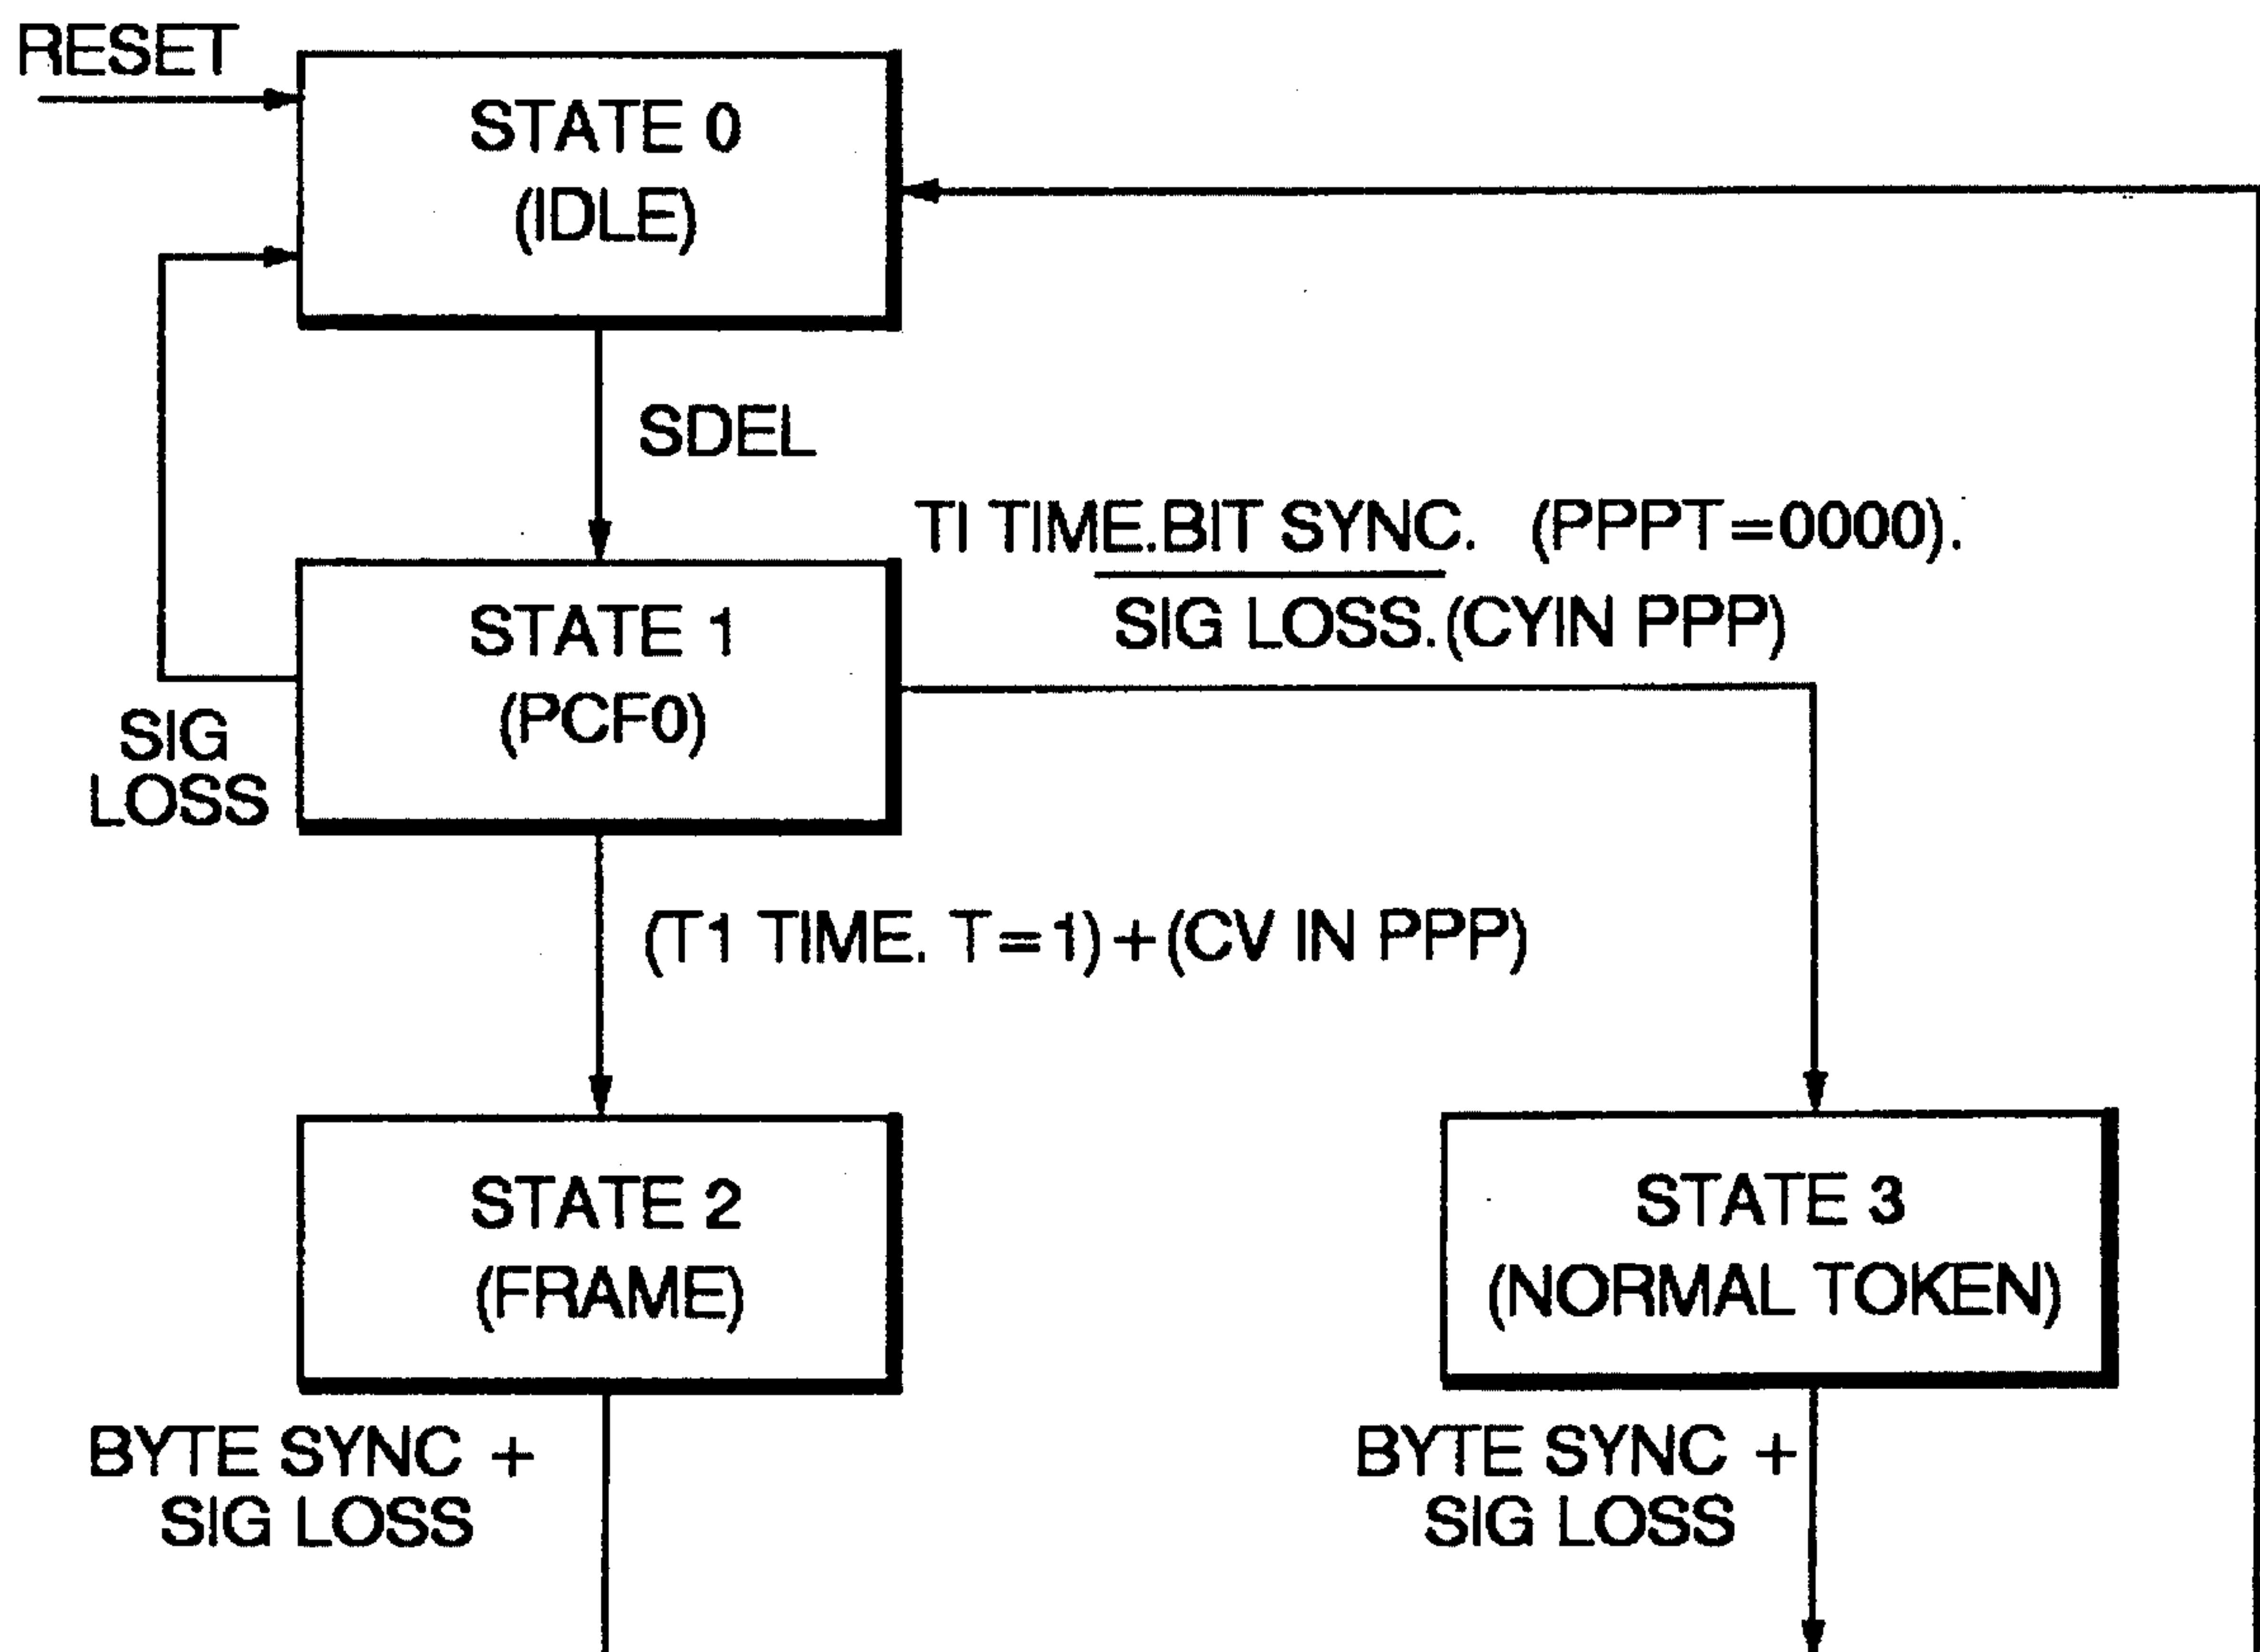 RESET
STATE 0
(IDLE)
SDEL
TI TIME.BIT SYNC. (PPPT=0000).
SIG LOSS.(CYIN PPP)
STATE 1
(PCF0)
SIG
LOSS
(T1 TIME. T=1)+(CV IN PPP)
STATE 2
(FRAME)
STATE 3
(NORMAL TOKEN)
BYTE SYNC +
SIG LOSS
BYTE SYNC +
SIG LOSS